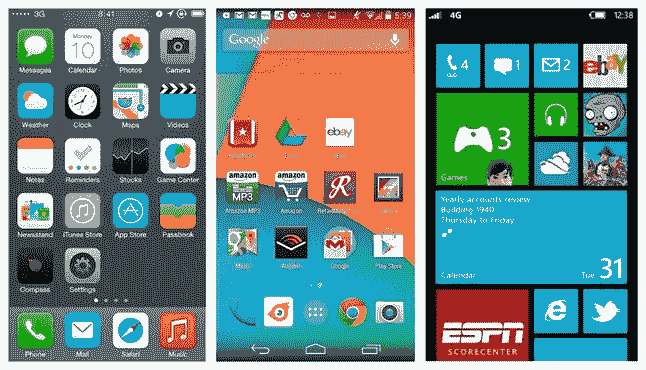 3G 8:41
MONDAY
10
Messages Calendar Photos Camera
Weather Clock Maps Videos
Notes Reminders Stocks Game Center
Newsstand iTunes Store App Store Passbook
Compass Settings
Phone Mail Safari Music
5:39
Google
ebay
amazon amazon
MP3
Amazon MP3 Amazon
Maps Audible Google Play Store
4G 12:38
4 1 2 ebay
3
Games
Yearly accounts review
Building 1940
Thursday to Friday
Calendar Tue 31
ESPN
SCORECENTER